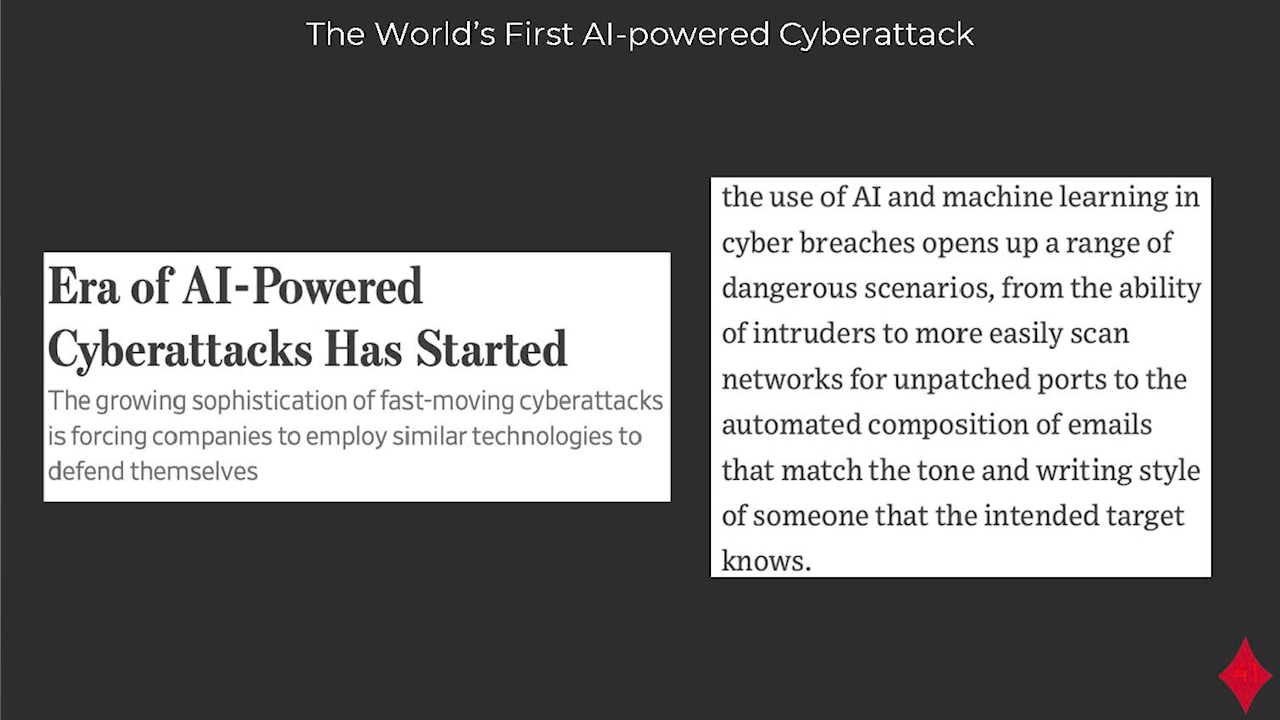 The World’s First AI-powered Cyberattack
Era of AI-Powered
Cyberattacks Has Started
The growing sophistication of fast-moving cyberattacks
is forcing companies to employ similar technologies to
defend themselves
the use of AI and machine learning in
cyber breaches opens up a range of
dangerous scenarios, from the ability
of intruders to more easily scan
networks for unpatched ports to the
automated composition of emails
that match the tone and writing style
of someone that the intended target
knows.